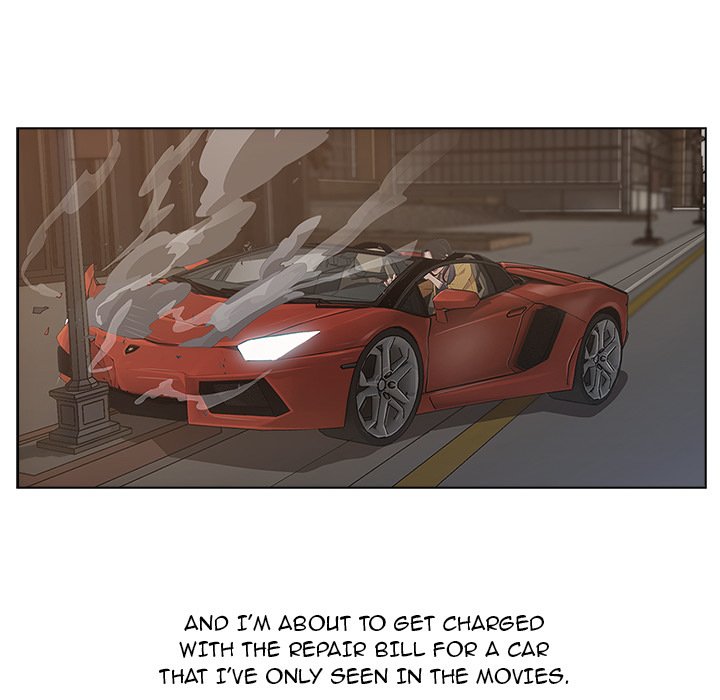 AND I'M ABOUT TO GET CHARGED
WITH THE REPAIR BILL FOR A CAR
THAT I'VE ONLY SEEN IN THE MOVIES.